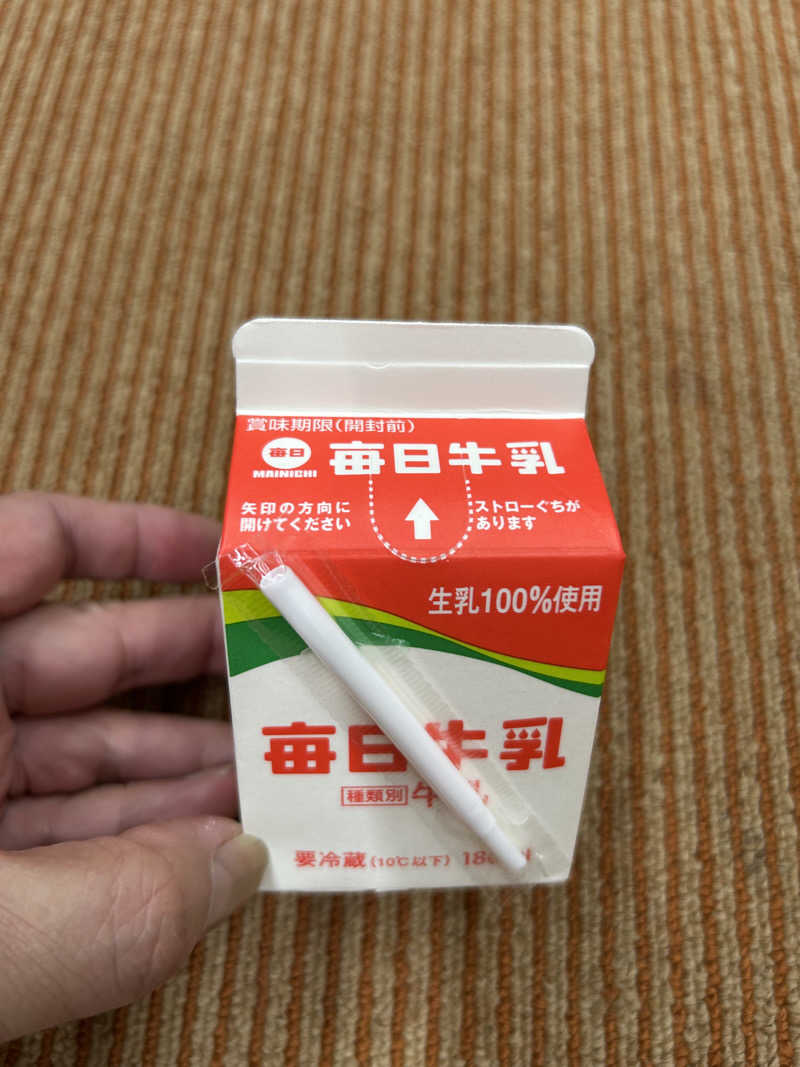 賞味期限(開封前)
毎日
MAINICHI
毎日牛乳
矢印の方向に
開けてください
ストローぐちが
あります
生乳100%使用
毎日牛乳
種類別
要冷蔵(10℃以下)